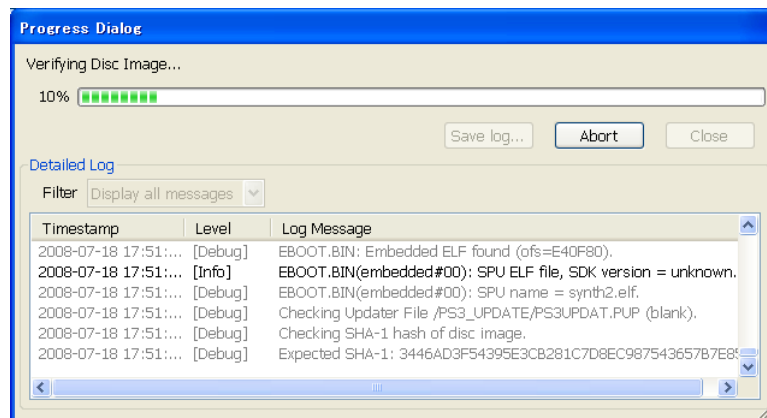 Progress Dialog
Verifying Disc Image...
10%
Save log... Abort Close
Detailed Log
Filter Display all messages
Timestamp Level Log Message
2008-07-18 17:51:... [Debug] EBOOT.BIN: Embedded ELF found (ofs=E40F80).
2008-07-18 17:51:... [Info] EBOOT.BIN(embedded#00): SPU ELF file, SDK version = unknown.
2008-07-18 17:51:... [Debug] EBOOT.BIN(embedded#00): SPU name = synth2.elf.
2008-07-18 17:51:... [Debug] Checking Updater File /PS3_UPDATE/PS3UPDAT.PUP (blank).
2008-07-18 17:51:... [Debug] Checking SHA-1 hash of disc image.
2008-07-18 17:51:... [Debug] Expected SHA-1: 3446AD3F54395E3CB281C7D8EC987543657B7E85